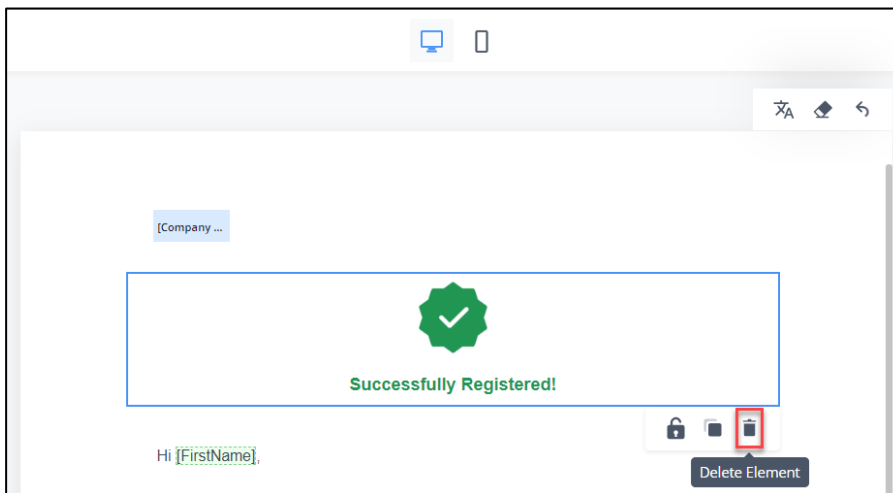 [Company ...
Successfully Registered!
Hi [FirstName],
Delete Element